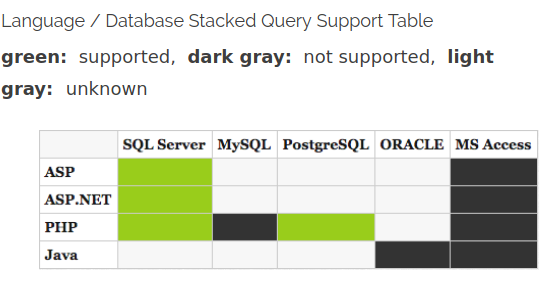 Language / Database Stacked Query Support Table
green: supported, dark gray: not supported, light
gray: unknown
SQL Server MySQL PostgreSQL ORACLE MS Access
ASP
ASP.NET
PHP
Java